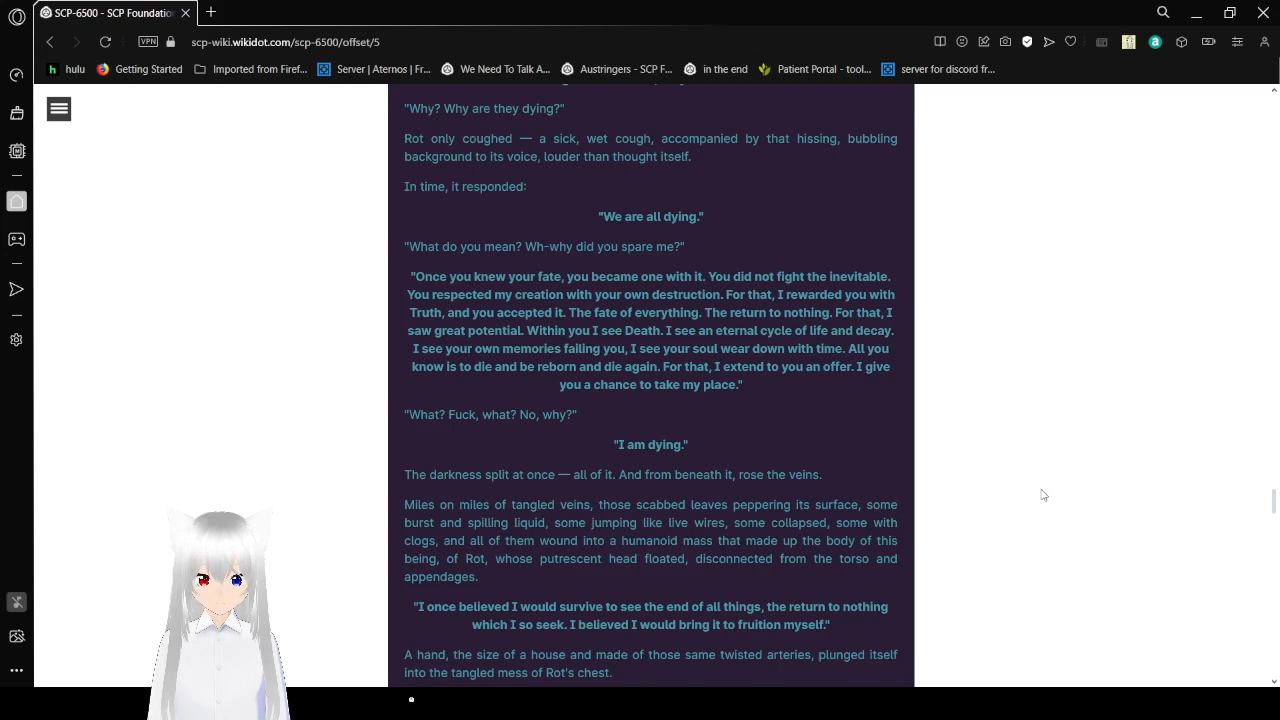 SCP-6500 - SCP Foundatio
scp-wiki.wikidot.com/scp-6500/offset/5
VPN
hulu
Getting Started
Imported from Firef...
Server | Aternos | Fr...
We Need To Talk A...
Austringers - SCP F...
in the end
Patient Portal - tool...
server for discord fr...
"Why? Why are they dying?"
Rot only coughed — a sick, wet cough, accompanied by that hissing, bubbling
background to its voice, louder than thought itself.
In time, it responded:
"We are all dying."
"What do you mean? Wh-why did you spare me?"
"Once you knew your fate, you became one with it. You did not fight the inevitable.
You respected my creation with your own destruction. For that, I rewarded you with
Truth, and you accepted it. The fate of everything. The return to nothing. For that, I
saw great potential. Within you I see Death. I see an eternal cycle of life and decay.
I see your own memories failing you, I see your soul wear down with time. All you
know is to die and be reborn and die again. For that, I extend to you an offer. I give
you a chance to take my place."
"What? Fuck, what? No, why?"
"I am dying."
The darkness split at once — all of it. And from beneath it, rose the veins.
Miles on miles of tangled veins, those scabbed leaves peppering its surface, some
burst and spilling liquid, some jumping like live wires, some collapsed, some with
clogs, and all of them wound into a humanoid mass that made up the body of this
being, of Rot, whose putrescent head floated, disconnected from the torso and
appendages.
"I once believed I would survive to see the end of all things, the return to nothing
which I so seek. I believed I would bring it to fruition myself."
A hand, the size of a house and made of those same twisted arteries, plunged itself
into the tangled mess of Rot's chest.